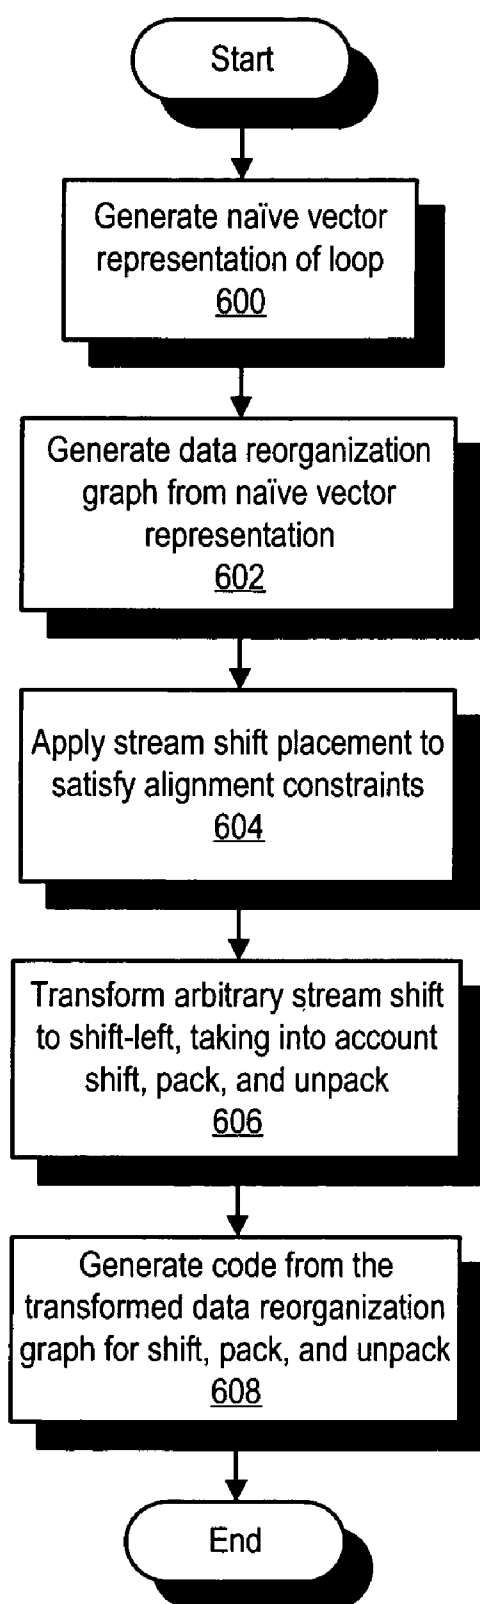 Start
Generate naïve vector
representation of loop
600
Generate data reorganization
graph from naïve vector
representation
602
Apply stream shift placement to
satisfy alignment constraints
604
Transform arbitrary stream shift
to shift-left, taking into account
shift, pack, and unpack
606
Generate code from the
transformed data reorganization
graph for shift, pack, and unpack
608
End